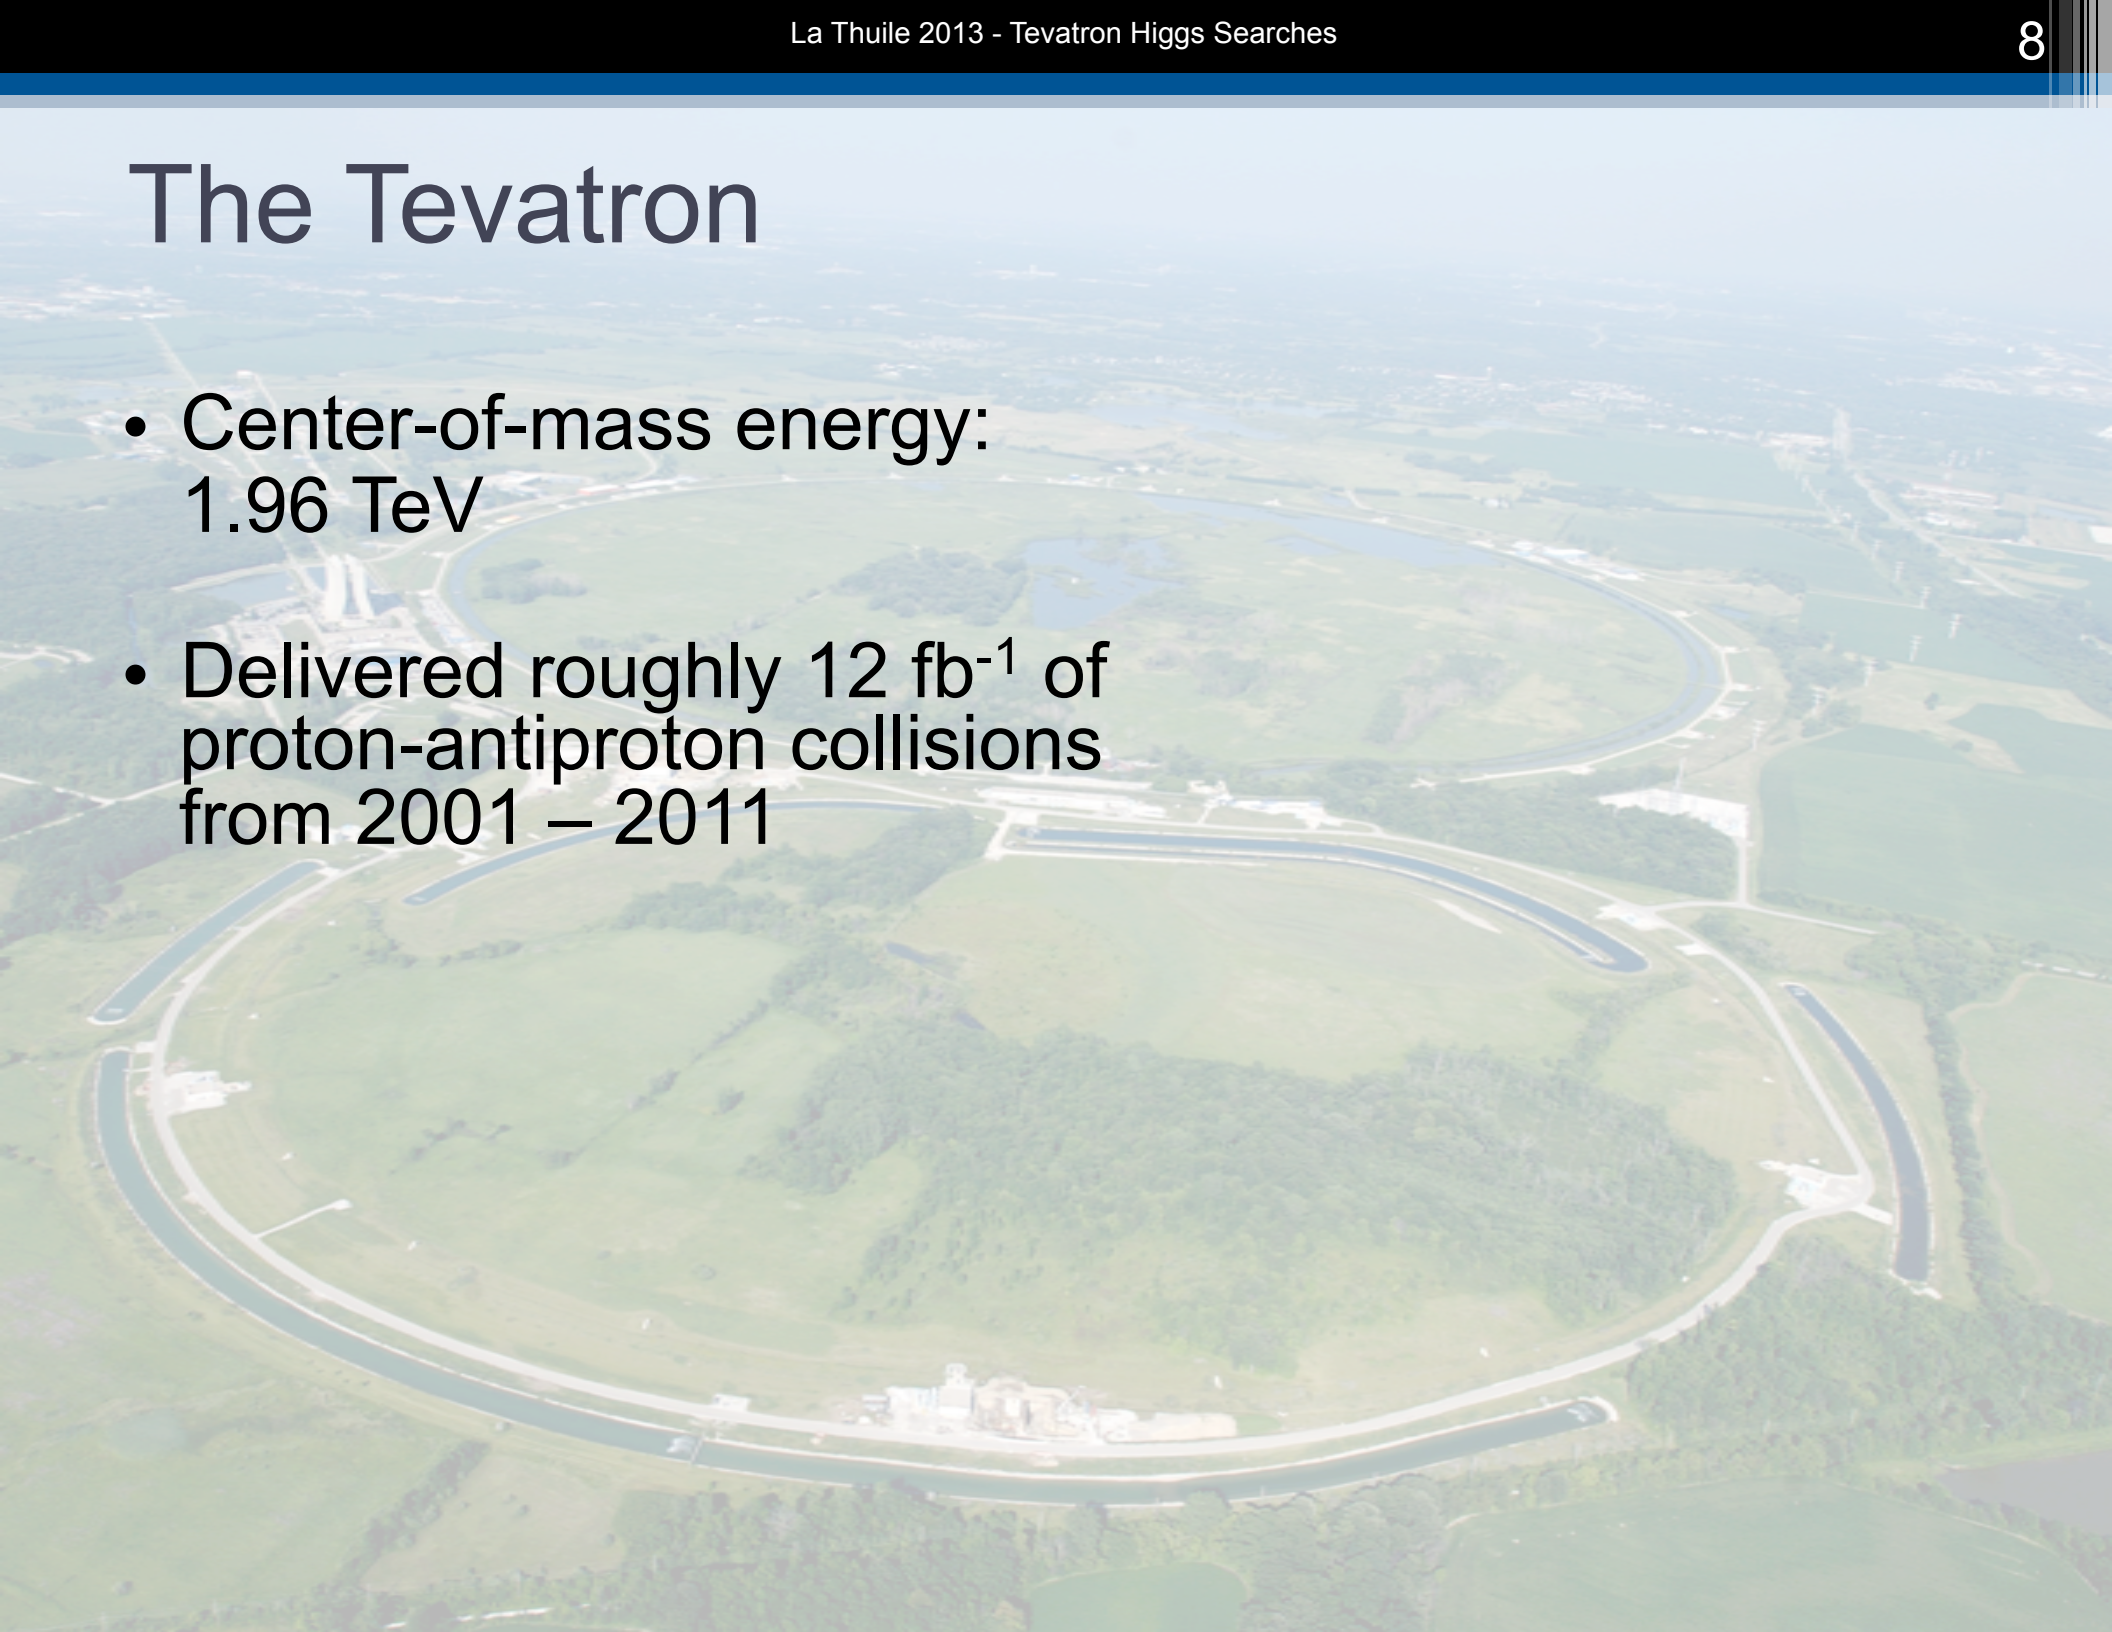 La Thuile 2013 - Tevatron Higgs Searches
8
The Tevatron
• Center-of-mass energy:
1.96 TeV
• Delivered roughly 12 fb⁻¹ of
proton-antiproton collisions
from 2001 – 2011